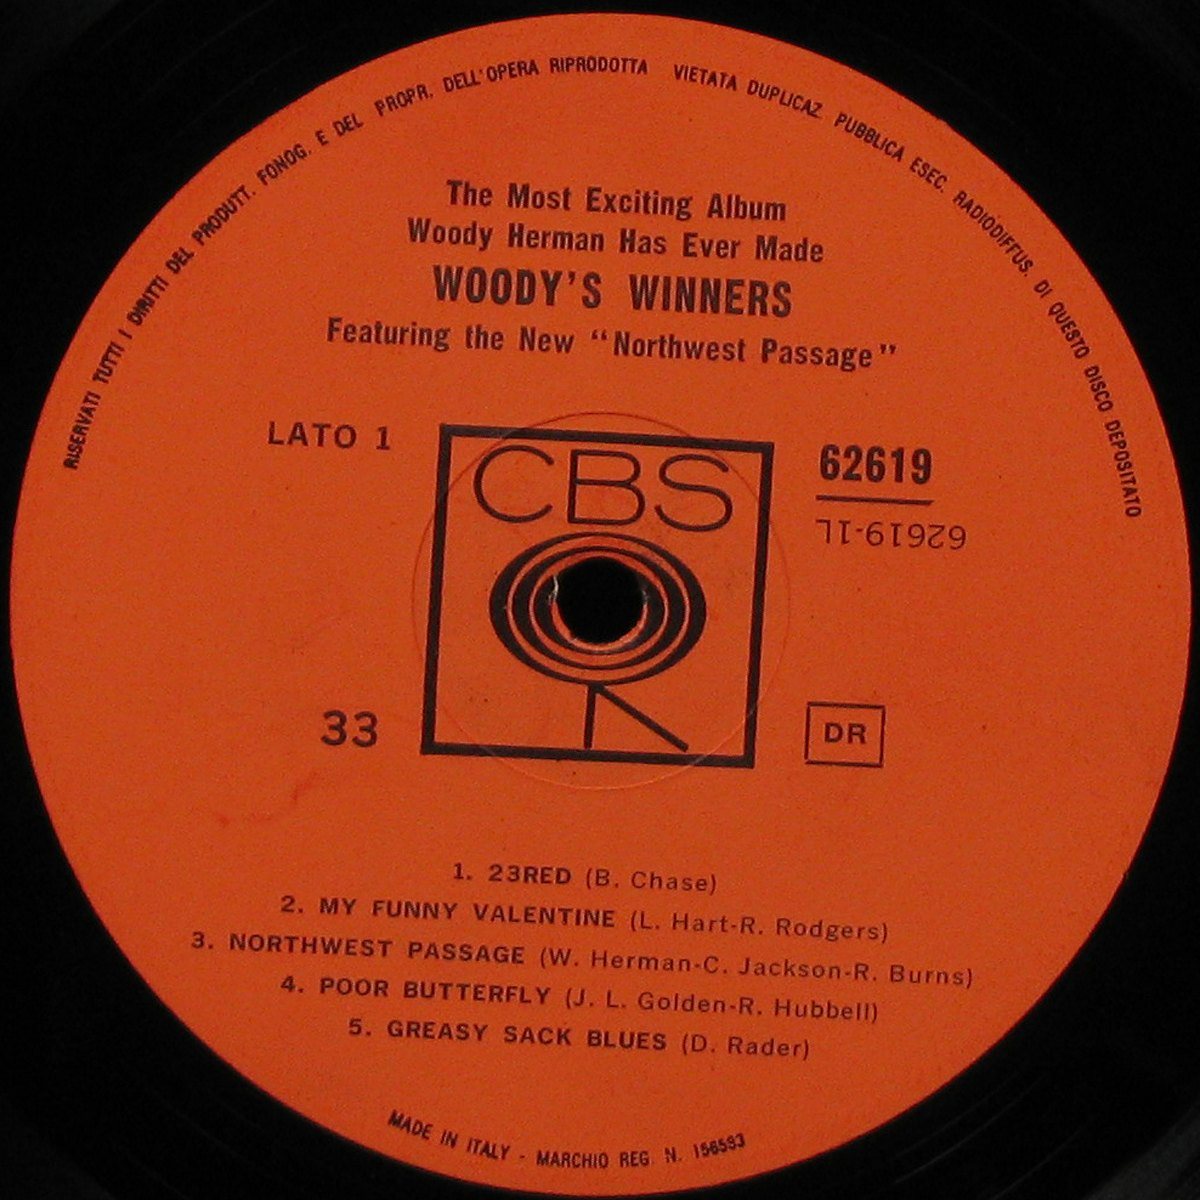 RISERVATI TUTTI I DIRITTI DEL PRODUTT. FONOG. E DEL PROPR. DELL'OPERA RIPRODOTTA VIETATA DUPLICAZ. PUBBLICA ESEC. RADIODIFFUS. DI QUESTO DISCO DEPOSITATO
The Most Exciting Album
Woody Herman Has Ever Made
WOODY'S WINNERS
Featuring the New "Northwest Passage"
LATO 1
CBS
62619
62619-1L
33
DR
1. 23RED (B. Chase)
2. MY FUNNY VALENTINE (L. Hart-R. Rodgers)
3. NORTHWEST PASSAGE (W. Herman-C. Jackson-R. Burns)
4. POOR BUTTERFLY (J. L. Golden-R. Hubbell)
5. GREASY SACK BLUES (D. Rader)
MADE IN ITALY - MARCHIO REG. N. 156593